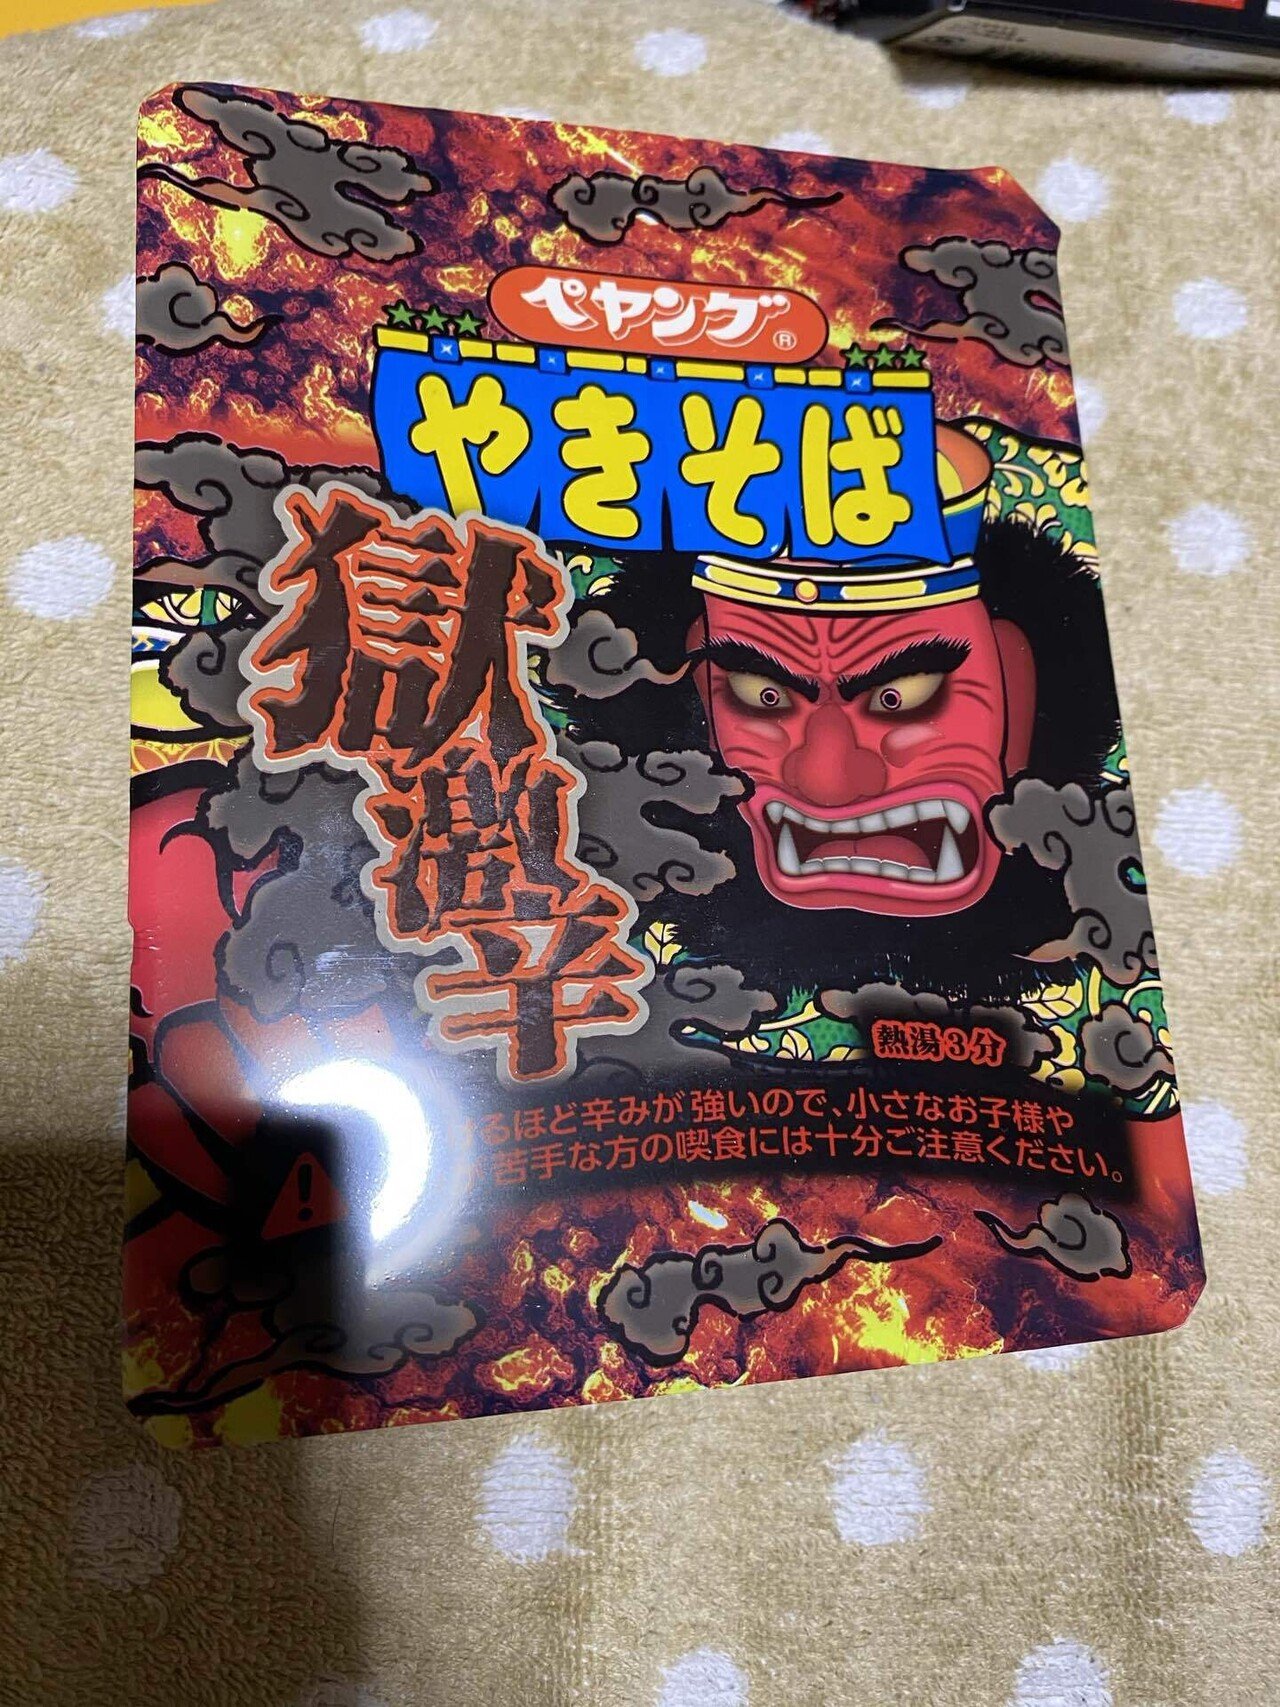 ペヤング®
やきそば
獄激辛
熱湯3分
るほど辛みが強いので、小さなお子様や
苦手な方の喫食には十分ご注意ください。